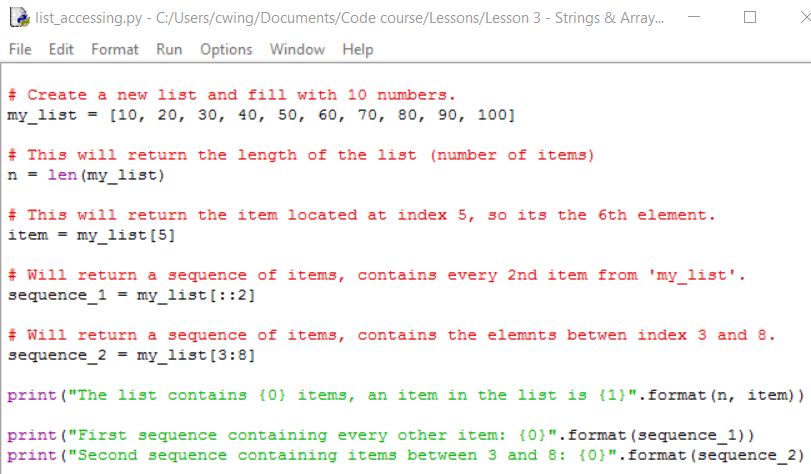 list_accessing.py - C:/Users/cwing/Documents/Code course/Lessons/Lesson 3 - Strings & Array...
File Edit Format Run Options Window Help
# Create a new list and fill with 10 numbers.
my_list = [10, 20, 30, 40, 50, 60, 70, 80, 90, 100]
# This will return the length of the list (number of items)
n = len(my_list)
# This will return the item located at index 5, so its the 6th element.
item = my_list[5]
# Will return a sequence of items, contains every 2nd item from 'my_list'.
sequence_1 = my_list[::2]
# Will return a sequence of items, contains the elemnts betwen index 3 and 8.
sequence_2 = my_list[3:8]
print("The list contains {0} items, an item in the list is {1}".format(n, item))
print("First sequence containing every other item: {0}".format(sequence_1))
print("Second sequence containing items between 3 and 8: {0}".format(sequence_2)